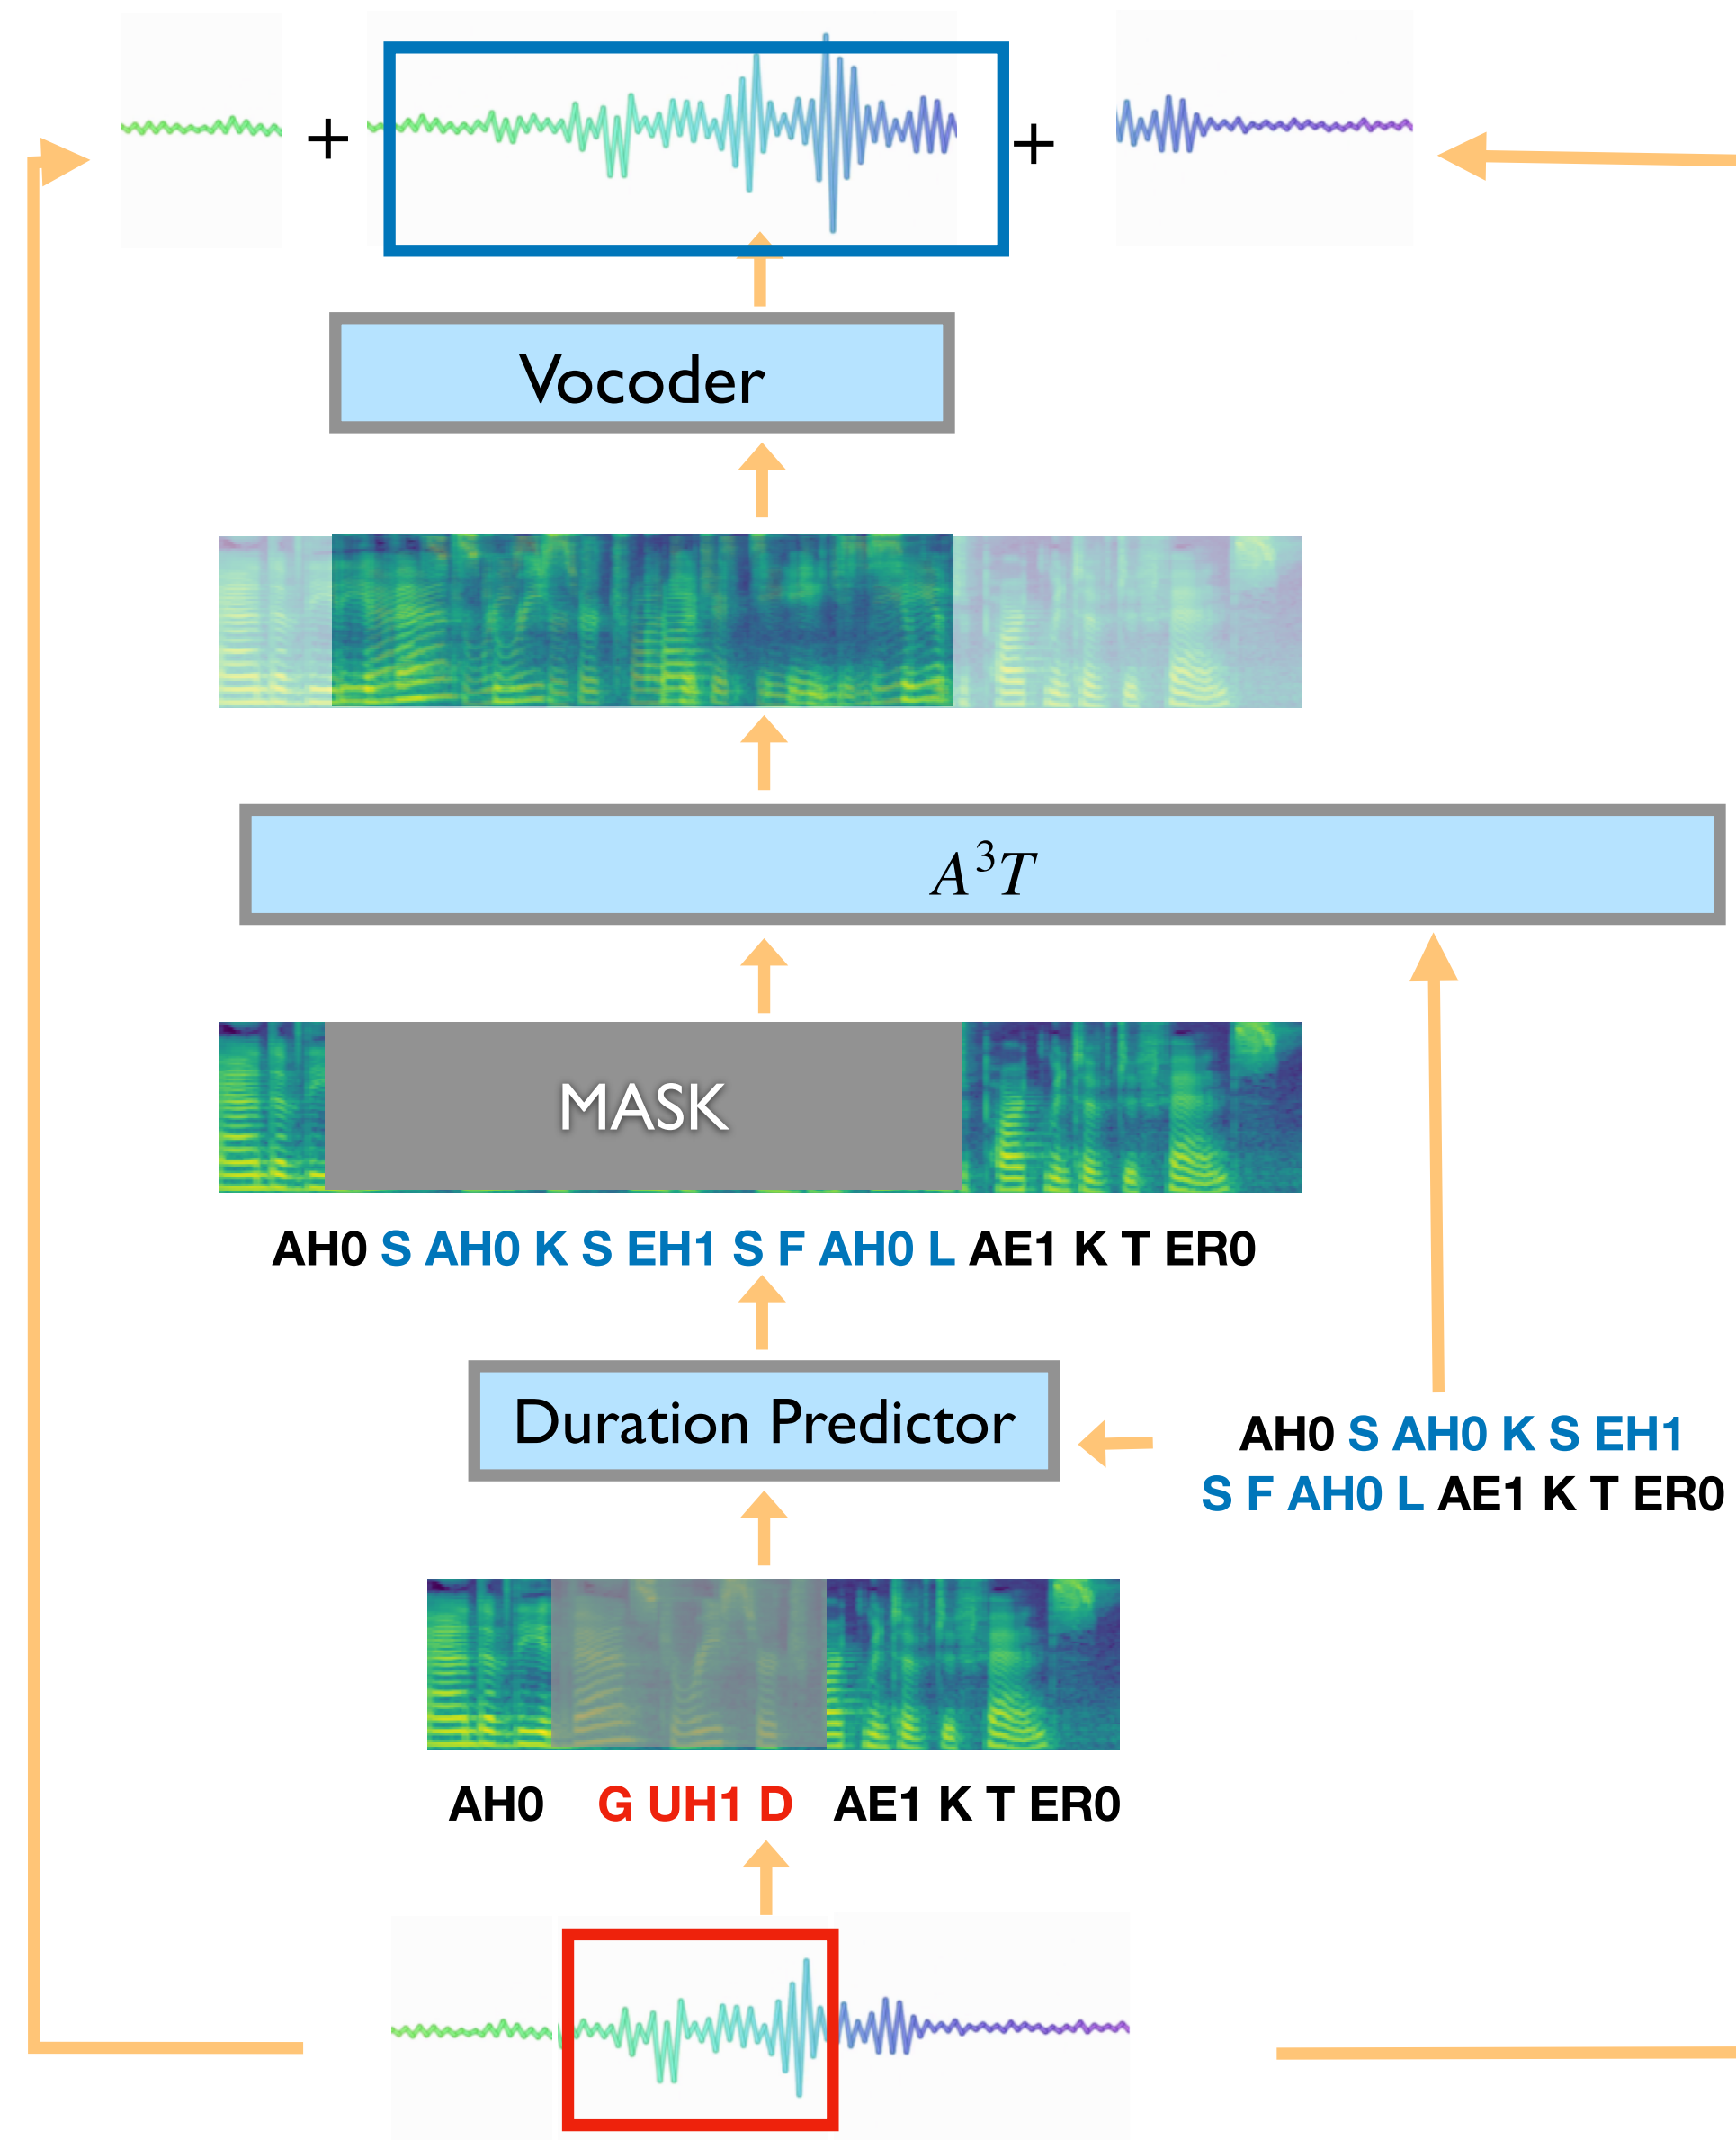 + +
Vocoder
A³T
MASK
AH0 S AH0 K S EH1 S F AH0 L AE1 K T ER0
Duration Predictor
AH0 S AH0 K S EH1
S F AH0 L AE1 K T ER0
AH0 G UH1 D AE1 K T ER0